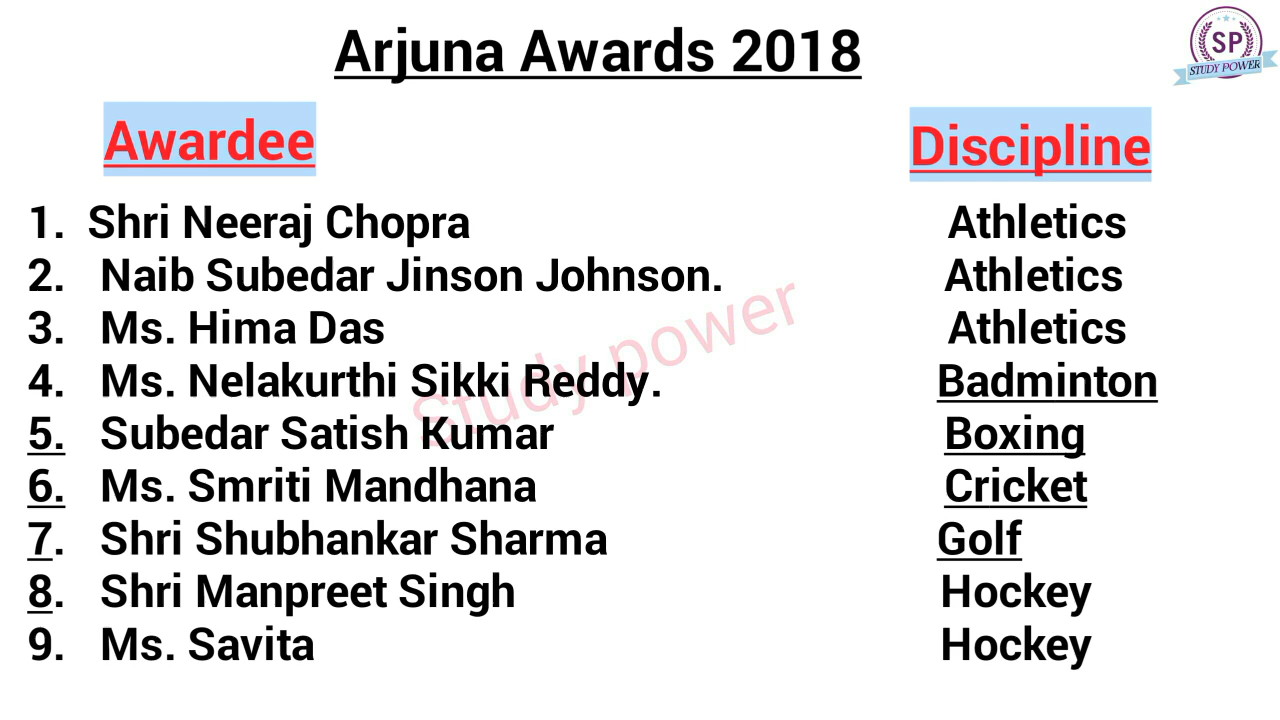 Arjuna Awards 2018
SP
STUDY POWER
Awardee Discipline
1. Shri Neeraj Chopra Athletics
2. Naib Subedar Jinson Johnson. Athletics
3. Ms. Hima Das Athletics
4. Ms. Nelakurthi Sikki Reddy. Badminton
5. Subedar Satish Kumar Boxing
6. Ms. Smriti Mandhana Cricket
7. Shri Shubhankar Sharma Golf
8. Shri Manpreet Singh Hockey
9. Ms. Savita Hockey
Study power